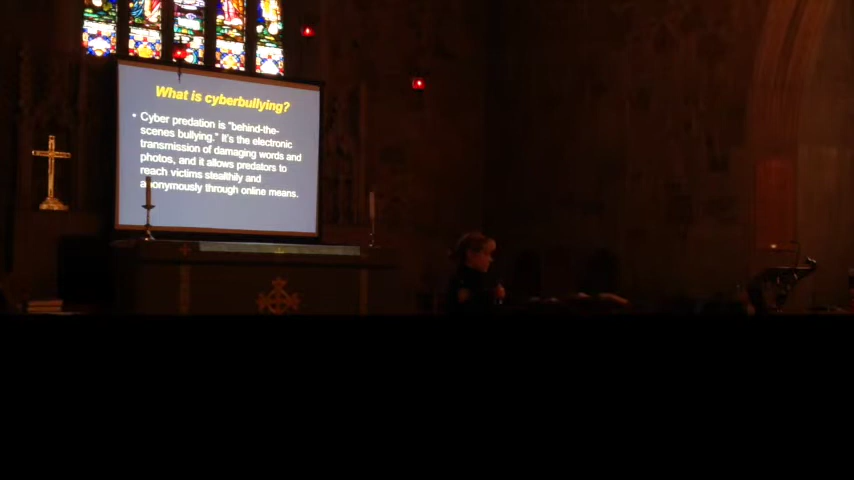 What is cyberbullying?
• Cyber predation is "behind-the-
scenes bullying." It's the electronic
transmission of damaging words and
photos, and it allows predators to
reach victims stealthily and
anonymously through online means.